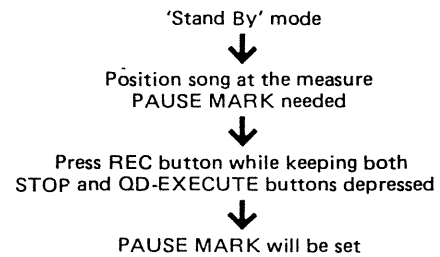 ‘Stand By’ mode
Position song at the measure
PAUSE MARK needed
Press REC button while keeping both
STOP and QD-EXECUTE buttons depressed
PAUSE MARK will be set